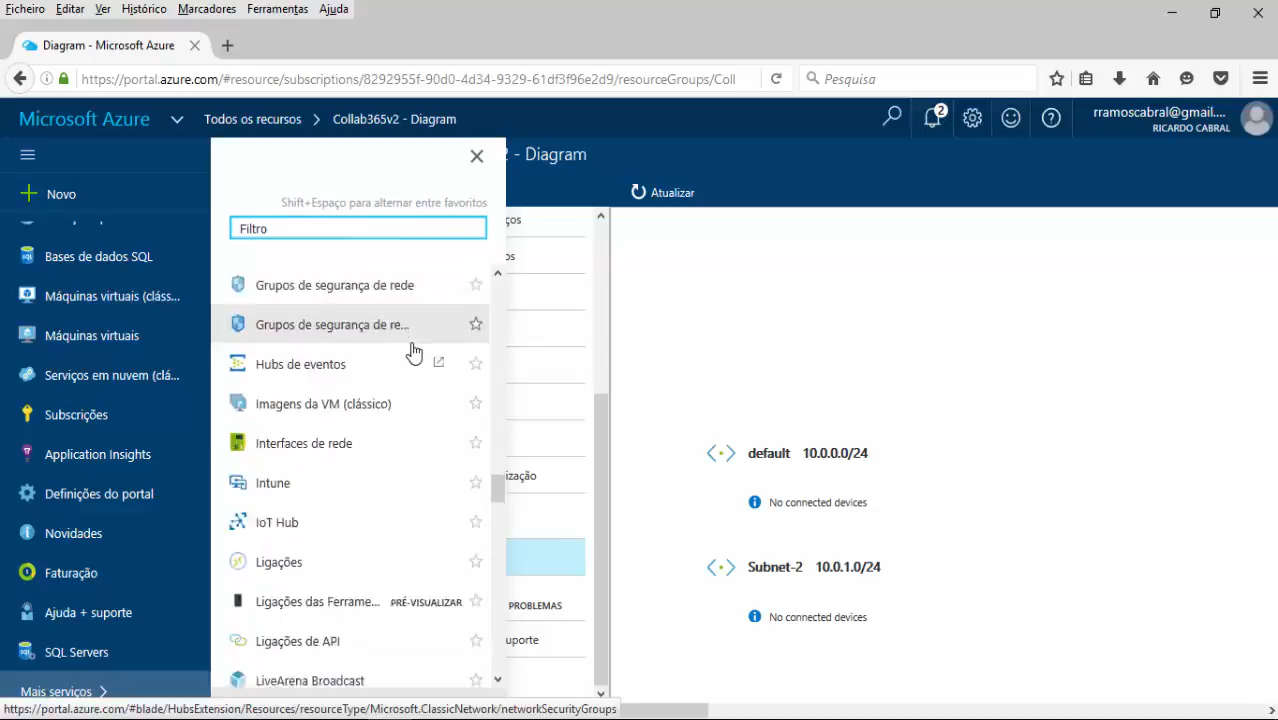 Ficheiro Editar Ver Histórico Marcadores Ferramentas Ajuda
Diagram - Microsoft Azure
https://portal.azure.com/#resource/subscriptions/8292955f-90d0-4d34-9329-61df3f96e2d9/resourceGroups/Coll
Pesquisa
Microsoft Azure
Todos os recursos > Collab365v2 - Diagram
2
rramoscabral@gmail....
RICARDO CABRAL
- Diagram
Novo
Shift+Espaço para alternar entre favoritos
Atualizar
Filtro
Bases de dados SQL
Máquinas virtuais (cláss...
Máquinas virtuais
Serviços em nuvem (clá...
Subscrições
Application Insights
Definições do portal
Novidades
Faturação
Ajuda + suporte
SQL Servers
Mais serviços >
Grupos de segurança de rede
Grupos de segurança de re...
Hubs de eventos
Imagens da VM (clássico)
Interfaces de rede
Intune
IoT Hub
Ligações
Ligações das Ferrame... PRÉ-VISUALIZAR
Ligações de API
LiveArena Broadcast
ços
os
ização
PROBLEMAS
uporte
default 10.0.0.0/24
No connected devices
Subnet-2 10.0.1.0/24
No connected devices
https://portal.azure.com/#blade/HubsExtension/Resources/resourceType/Microsoft.ClassicNetwork/networkSecurityGroups